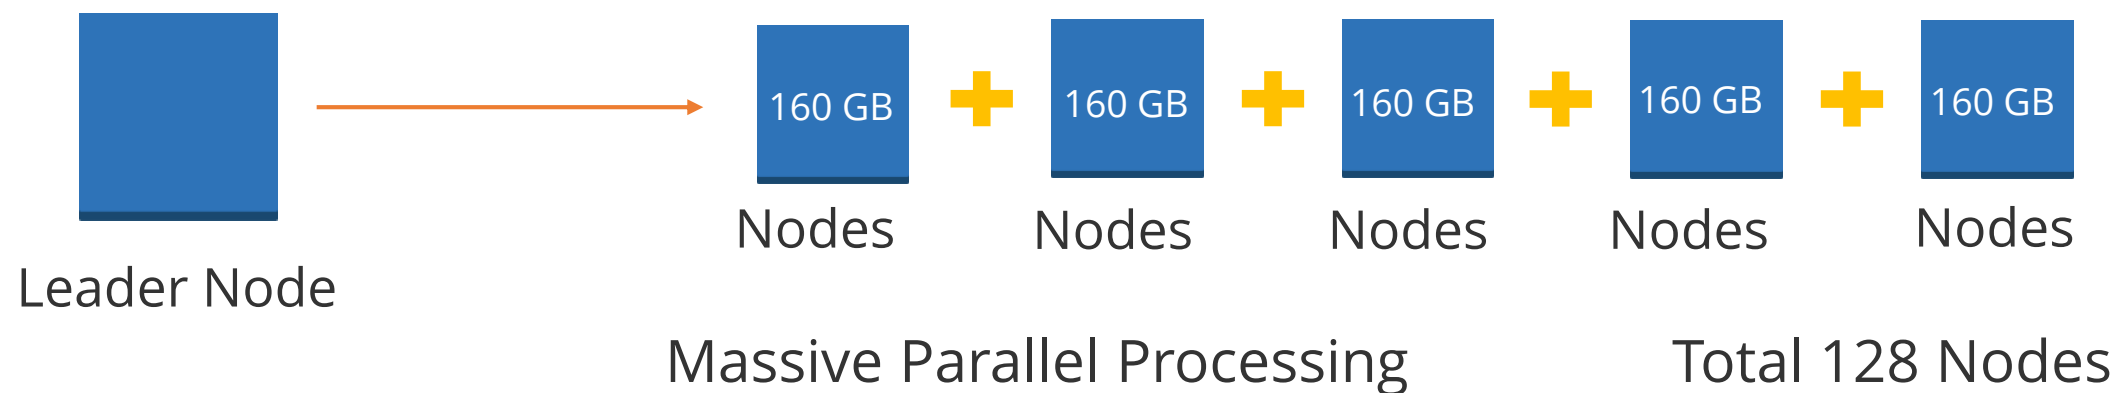 160 GB
160 GB
160 GB
160 GB
160 GB
Nodes
Nodes
Nodes
Nodes
Nodes
Leader Node
Massive Parallel Processing
Total 128 Nodes